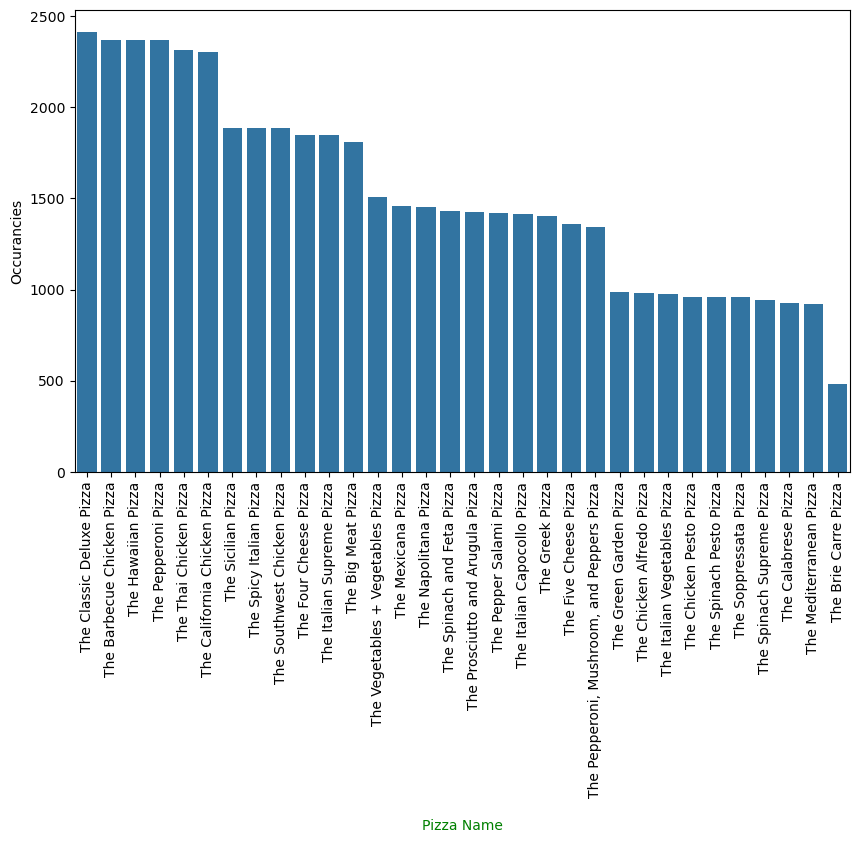 2500
2000
1500
1000
500
0
Occurancies
The Classic Deluxe Pizza
The Barbecue Chicken Pizza
The Hawaiian Pizza
The Pepperoni Pizza
The Thai Chicken Pizza
The California Chicken Pizza
The Sicilian Pizza
The Spicy Italian Pizza
The Southwest Chicken Pizza
The Four Cheese Pizza
The Italian Supreme Pizza
The Big Meat Pizza
The Vegetables + Vegetables Pizza
The Mexicana Pizza
The Napolitana Pizza
The Spinach and Feta Pizza
The Prosciutto and Arugula Pizza
The Pepper Salami Pizza
The Italian Capocollo Pizza
The Greek Pizza
The Five Cheese Pizza
The Pepperoni, Mushroom, and Peppers Pizza
The Green Garden Pizza
The Chicken Alfredo Pizza
The Italian Vegetables Pizza
The Chicken Pesto Pizza
The Spinach Pesto Pizza
The Soppressata Pizza
The Spinach Supreme Pizza
The Calabrese Pizza
The Mediterranean Pizza
The Brie Carre Pizza
Pizza Name